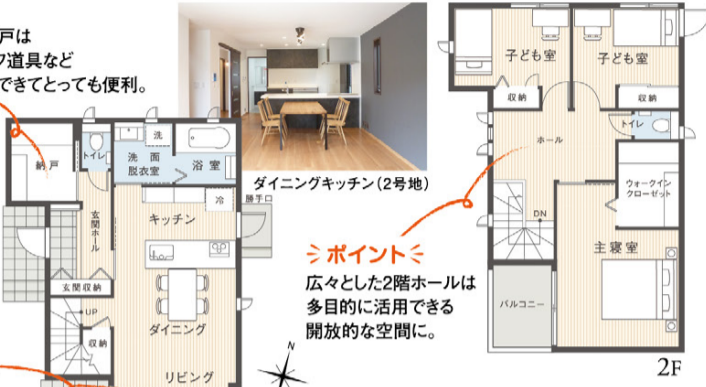 戸は
道具など
できてとっても便利。
納戸
トイレ
洗面
脱衣室
洗
浴室
玄関ホール
キッチン
冷
勝手口
玄関収納
UP
収納
ダイニング
リビング
ダイニングキッチン(2号地)
ポイント
広々とした2階ホールは
多目的に活用できる
開放的な空間に。
N
子ども室
子ども室
収納
収納
ホール
トイレ
ウォークイン
クローゼット
DN
主寝室
バルコニー
2F